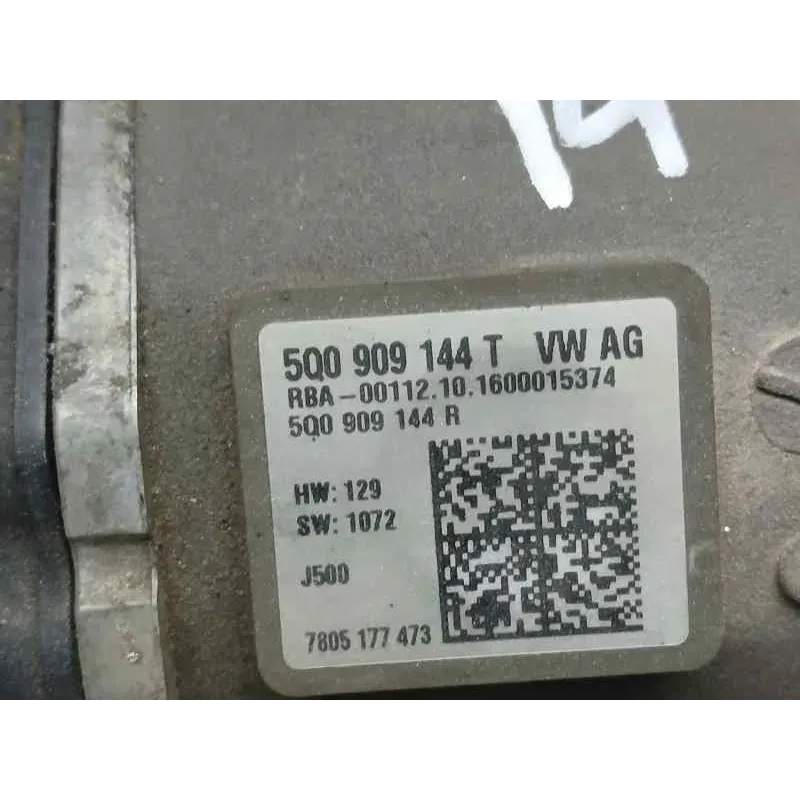 14
5Q0 909 144 T VW AG
RBA-00112.10.1600015374
5Q0 909 144 R
HW: 129
SW: 1072
J500
7805 177 473